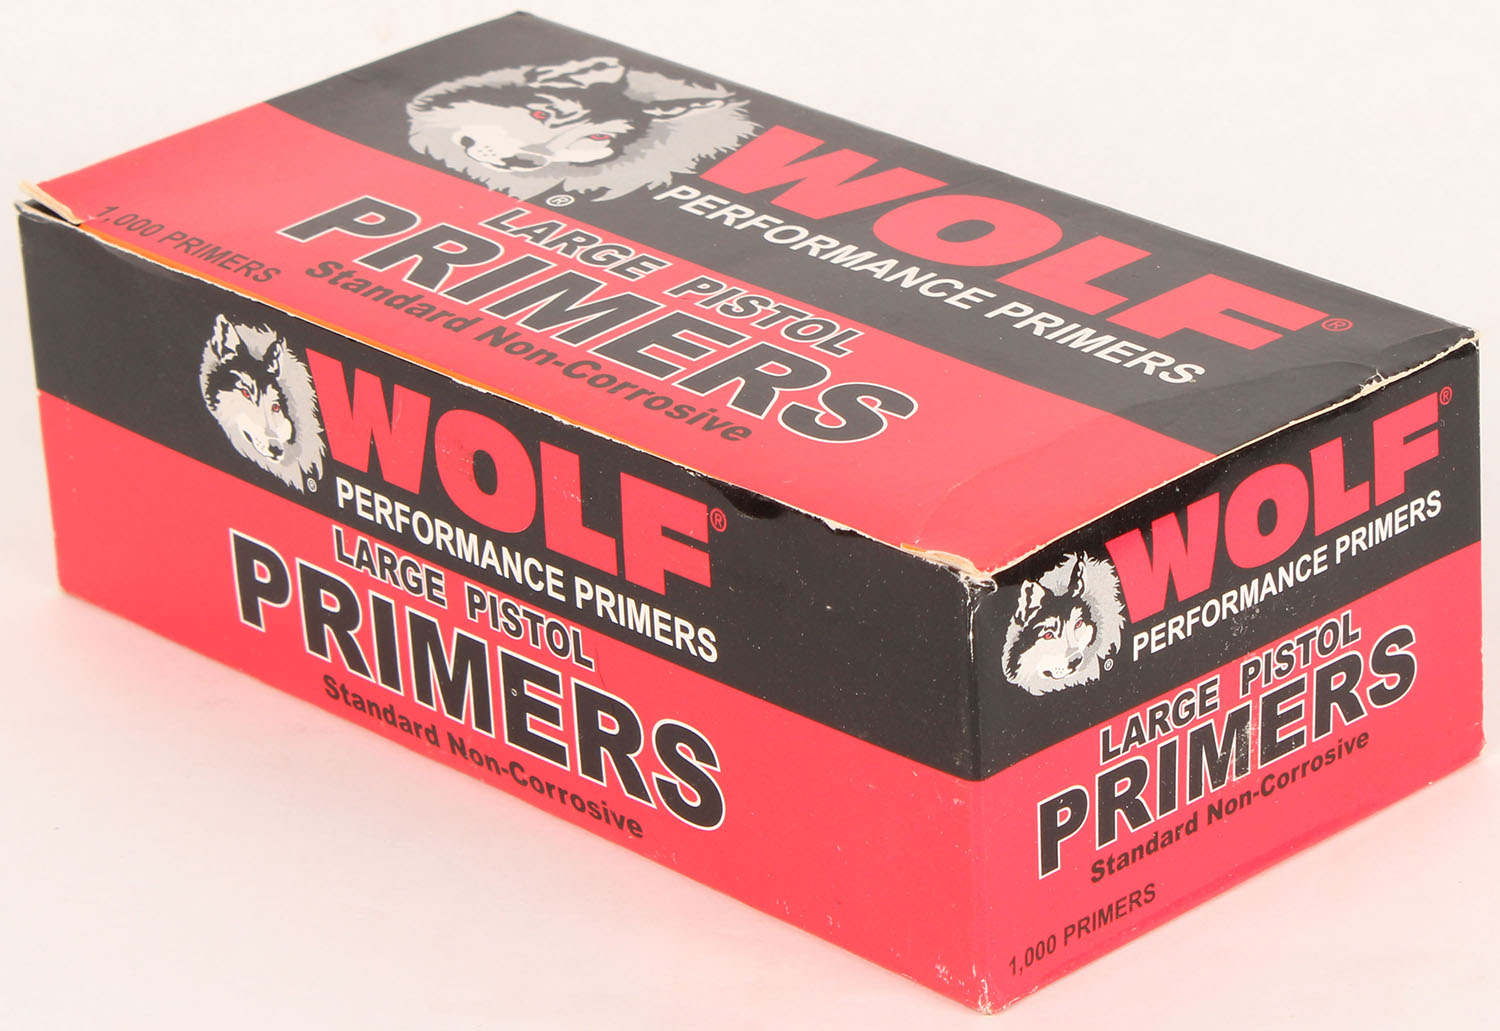 WOLF®
PERFORMANCE PRIMERS
®
LARGE PISTOL
PRIMERS
Standard Non-Corrosive
1,000 PRIMERS
WOLF®
PERFORMANCE PRIMERS
®
LARGE PISTOL
PRIMERS
Standard Non-Corrosive
WOLF®
PERFORMANCE PRIMERS
®
LARGE PISTOL
PRIMERS
Standard Non-Corrosive
1,000 PRIMERS